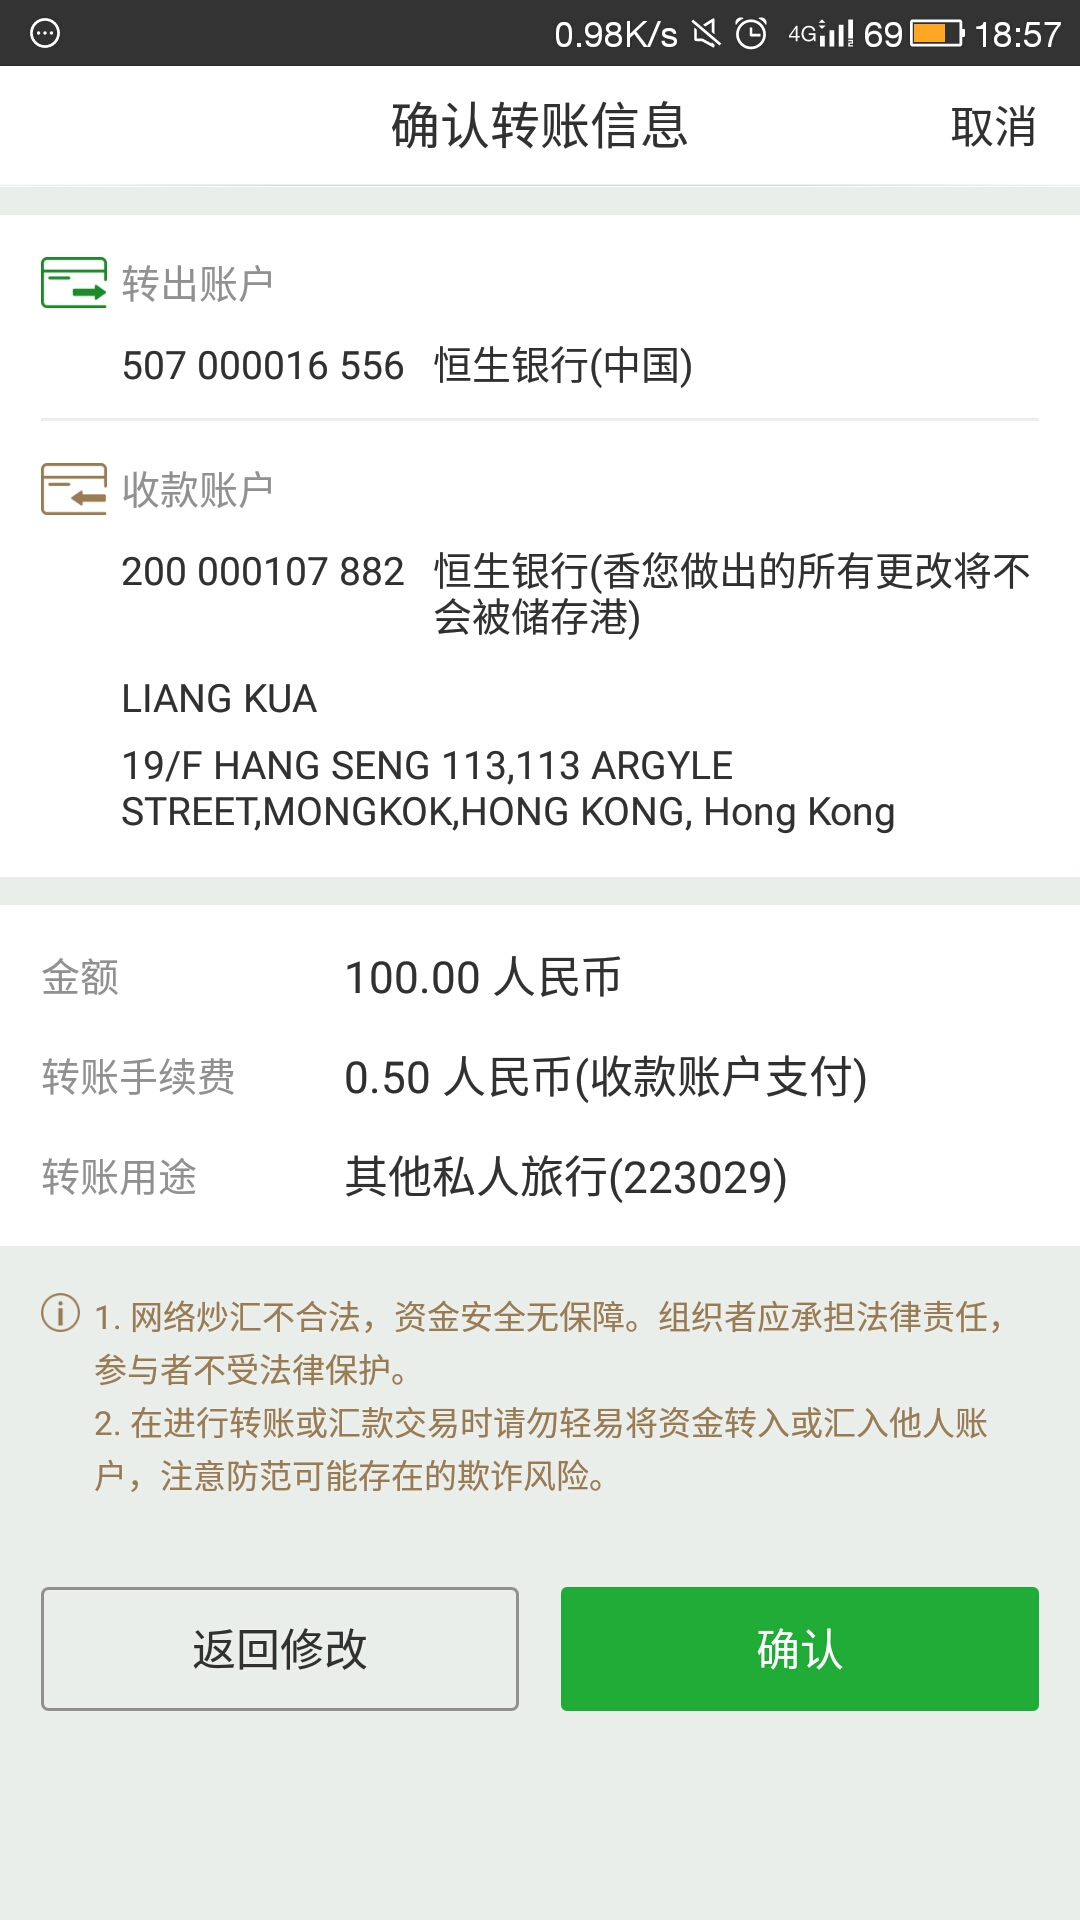 0.98K/s 4G 69 18:57
确认转账信息 取消
转出账户
507 000016 556 恒生银行(中国)
收款账户
200 000107 882 恒生银行(香您做出的所有更改将不
会被储存港)
LIANG KUA
19/F HANG SENG 113,113 ARGYLE
STREET,MONGKOK,HONG KONG, Hong Kong
金额 100.00 人民币
转账手续费 0.50 人民币(收款账户支付)
转账用途 其他私人旅行(223029)
1. 网络炒汇不合法，资金安全无保障。组织者应承担法律责任，
参与者不受法律保护。
2. 在进行转账或汇款交易时请勿轻易将资金转入或汇入他人账
户，注意防范可能存在的欺诈风险。
返回修改 确认